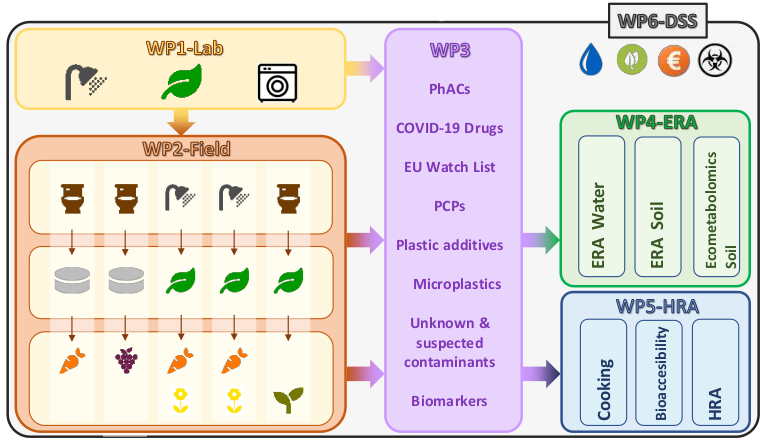 WP6-DSS
WP1-Lab
WP2-Field
WP3
PhACs
COVID-19 Drugs
EU Watch List
PCPs
Plastic additives
Microplastics
Unknown &
suspected
contaminants
Biomarkers
€
WP4-ERA
ERA Water
ERA Soil
Ecometabolomics
Soil
WP5-HRA
Cooking
Bioaccesibility
HRA